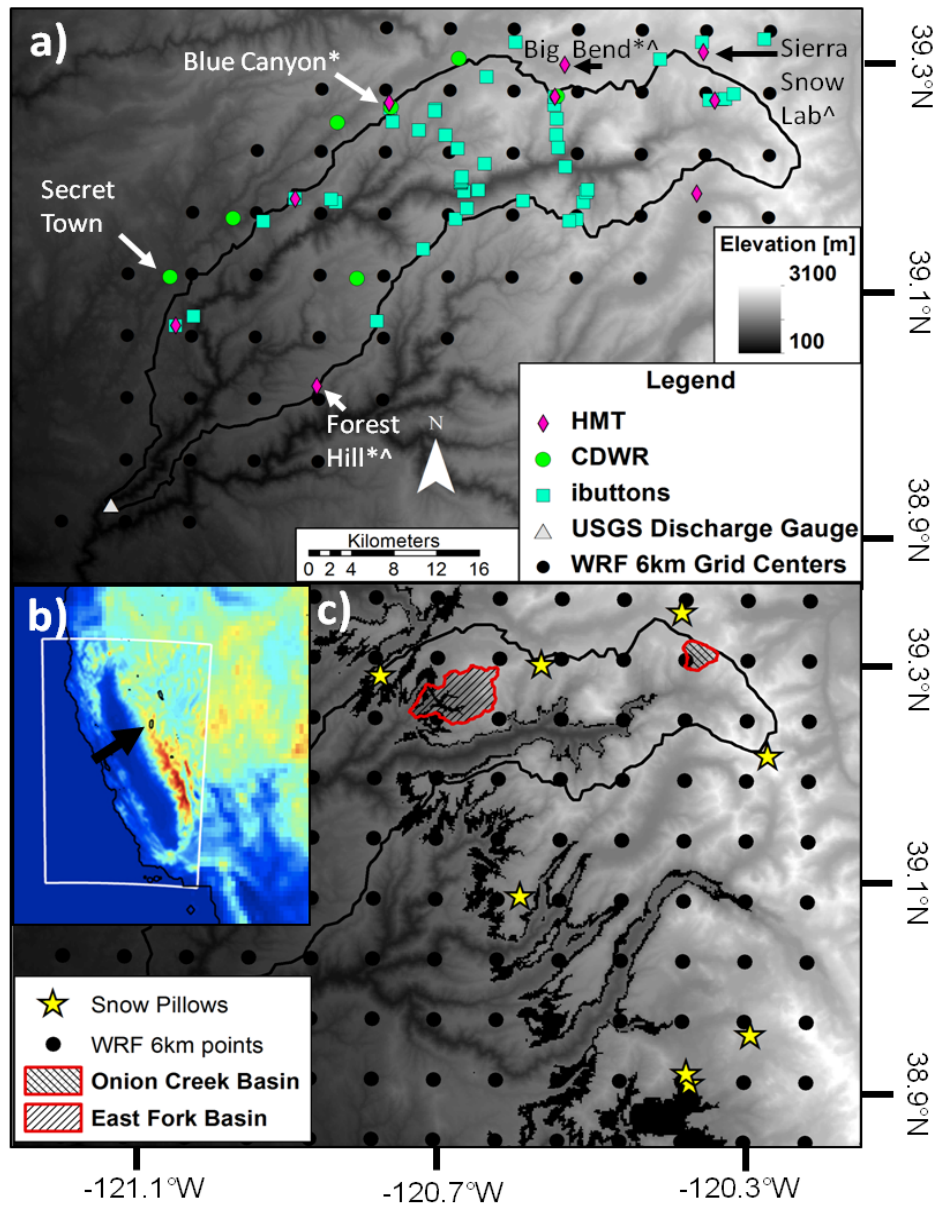 a)
Blue Canyon*
Big Bend*^
Sierra
Snow
Lab^
Secret
Town
Forest
Hill*^
N
Elevation [m]
3100
100
Legend
HMT
CDWR
ibuttons
USGS Discharge Gauge
WRF 6km Grid Centers
Kilometers
0 2 4 8 12 16
39.3°N
39.1°N
38.9°N
b)
c)
Snow Pillows
WRF 6km points
Onion Creek Basin
East Fork Basin
39.3°N
39.1°N
38.9°N
-121.1°W
-120.7°W
-120.3°W